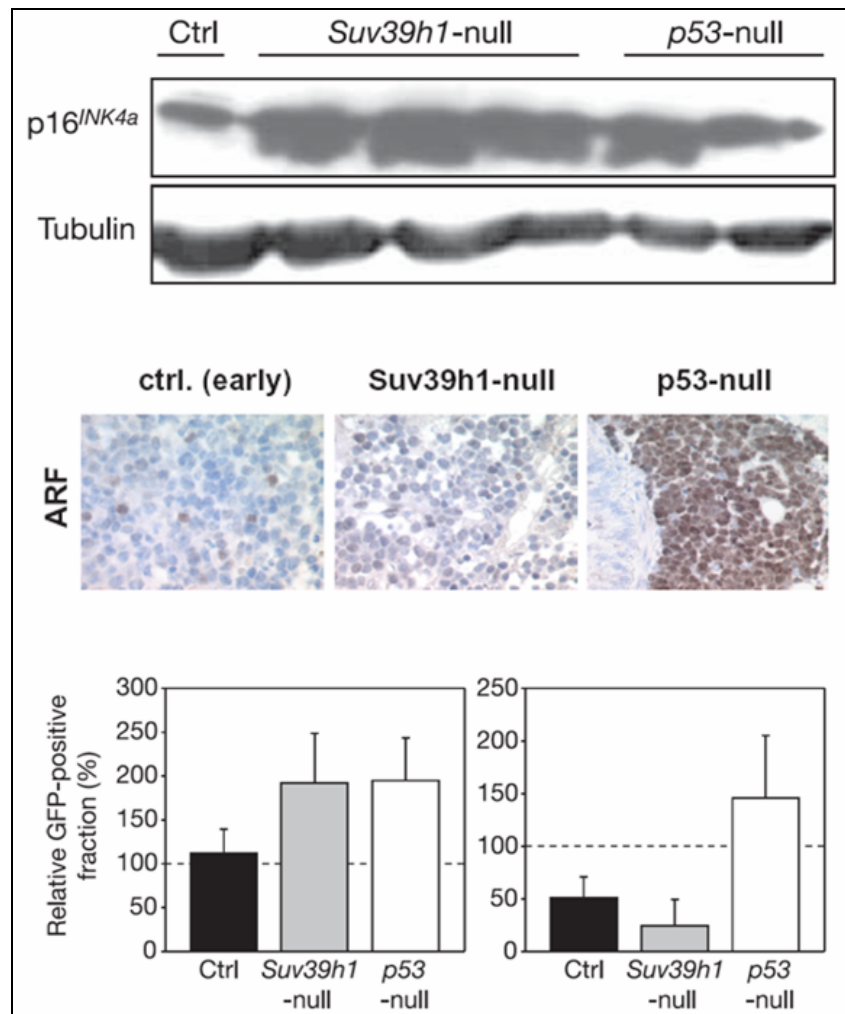 Ctrl Suv39h1-null p53-null
p16INK4a
Tubulin
ctrl. (early) Suv39h1-null p53-null
ARF
Relative GFP-positive
fraction (%)
300
250
200
150
100
50
0
Ctrl Suv39h1 p53
-null -null
250
200
150
100
50
0
Ctrl Suv39h1 p53
-null -null